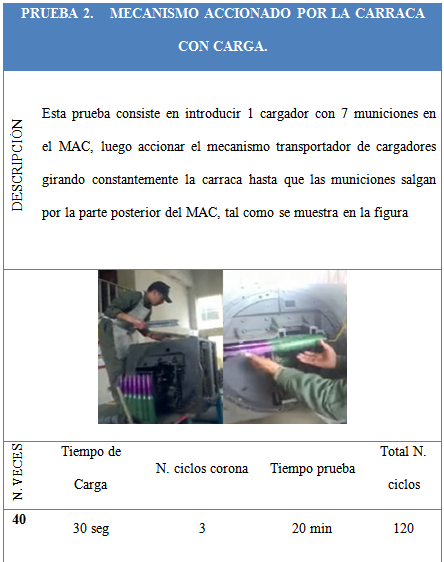 PRUEBA 2. MECANISMO ACCIONADO POR LA CARRACA
CON CARGA.
DESCRIPCIÓN
Esta prueba consiste en introducir 1 cargador con 7 municiones en
el MAC, luego accionar el mecanismo transportador de cargadores
girando constantemente la carraca hasta que las municiones salgan
por la parte posterior del MAC, tal como se muestra en la figura
N. VECES
Tiempo de
Carga
N. ciclos corona
Tiempo prueba
Total N.
ciclos
40
30 seg
3
20 min
120